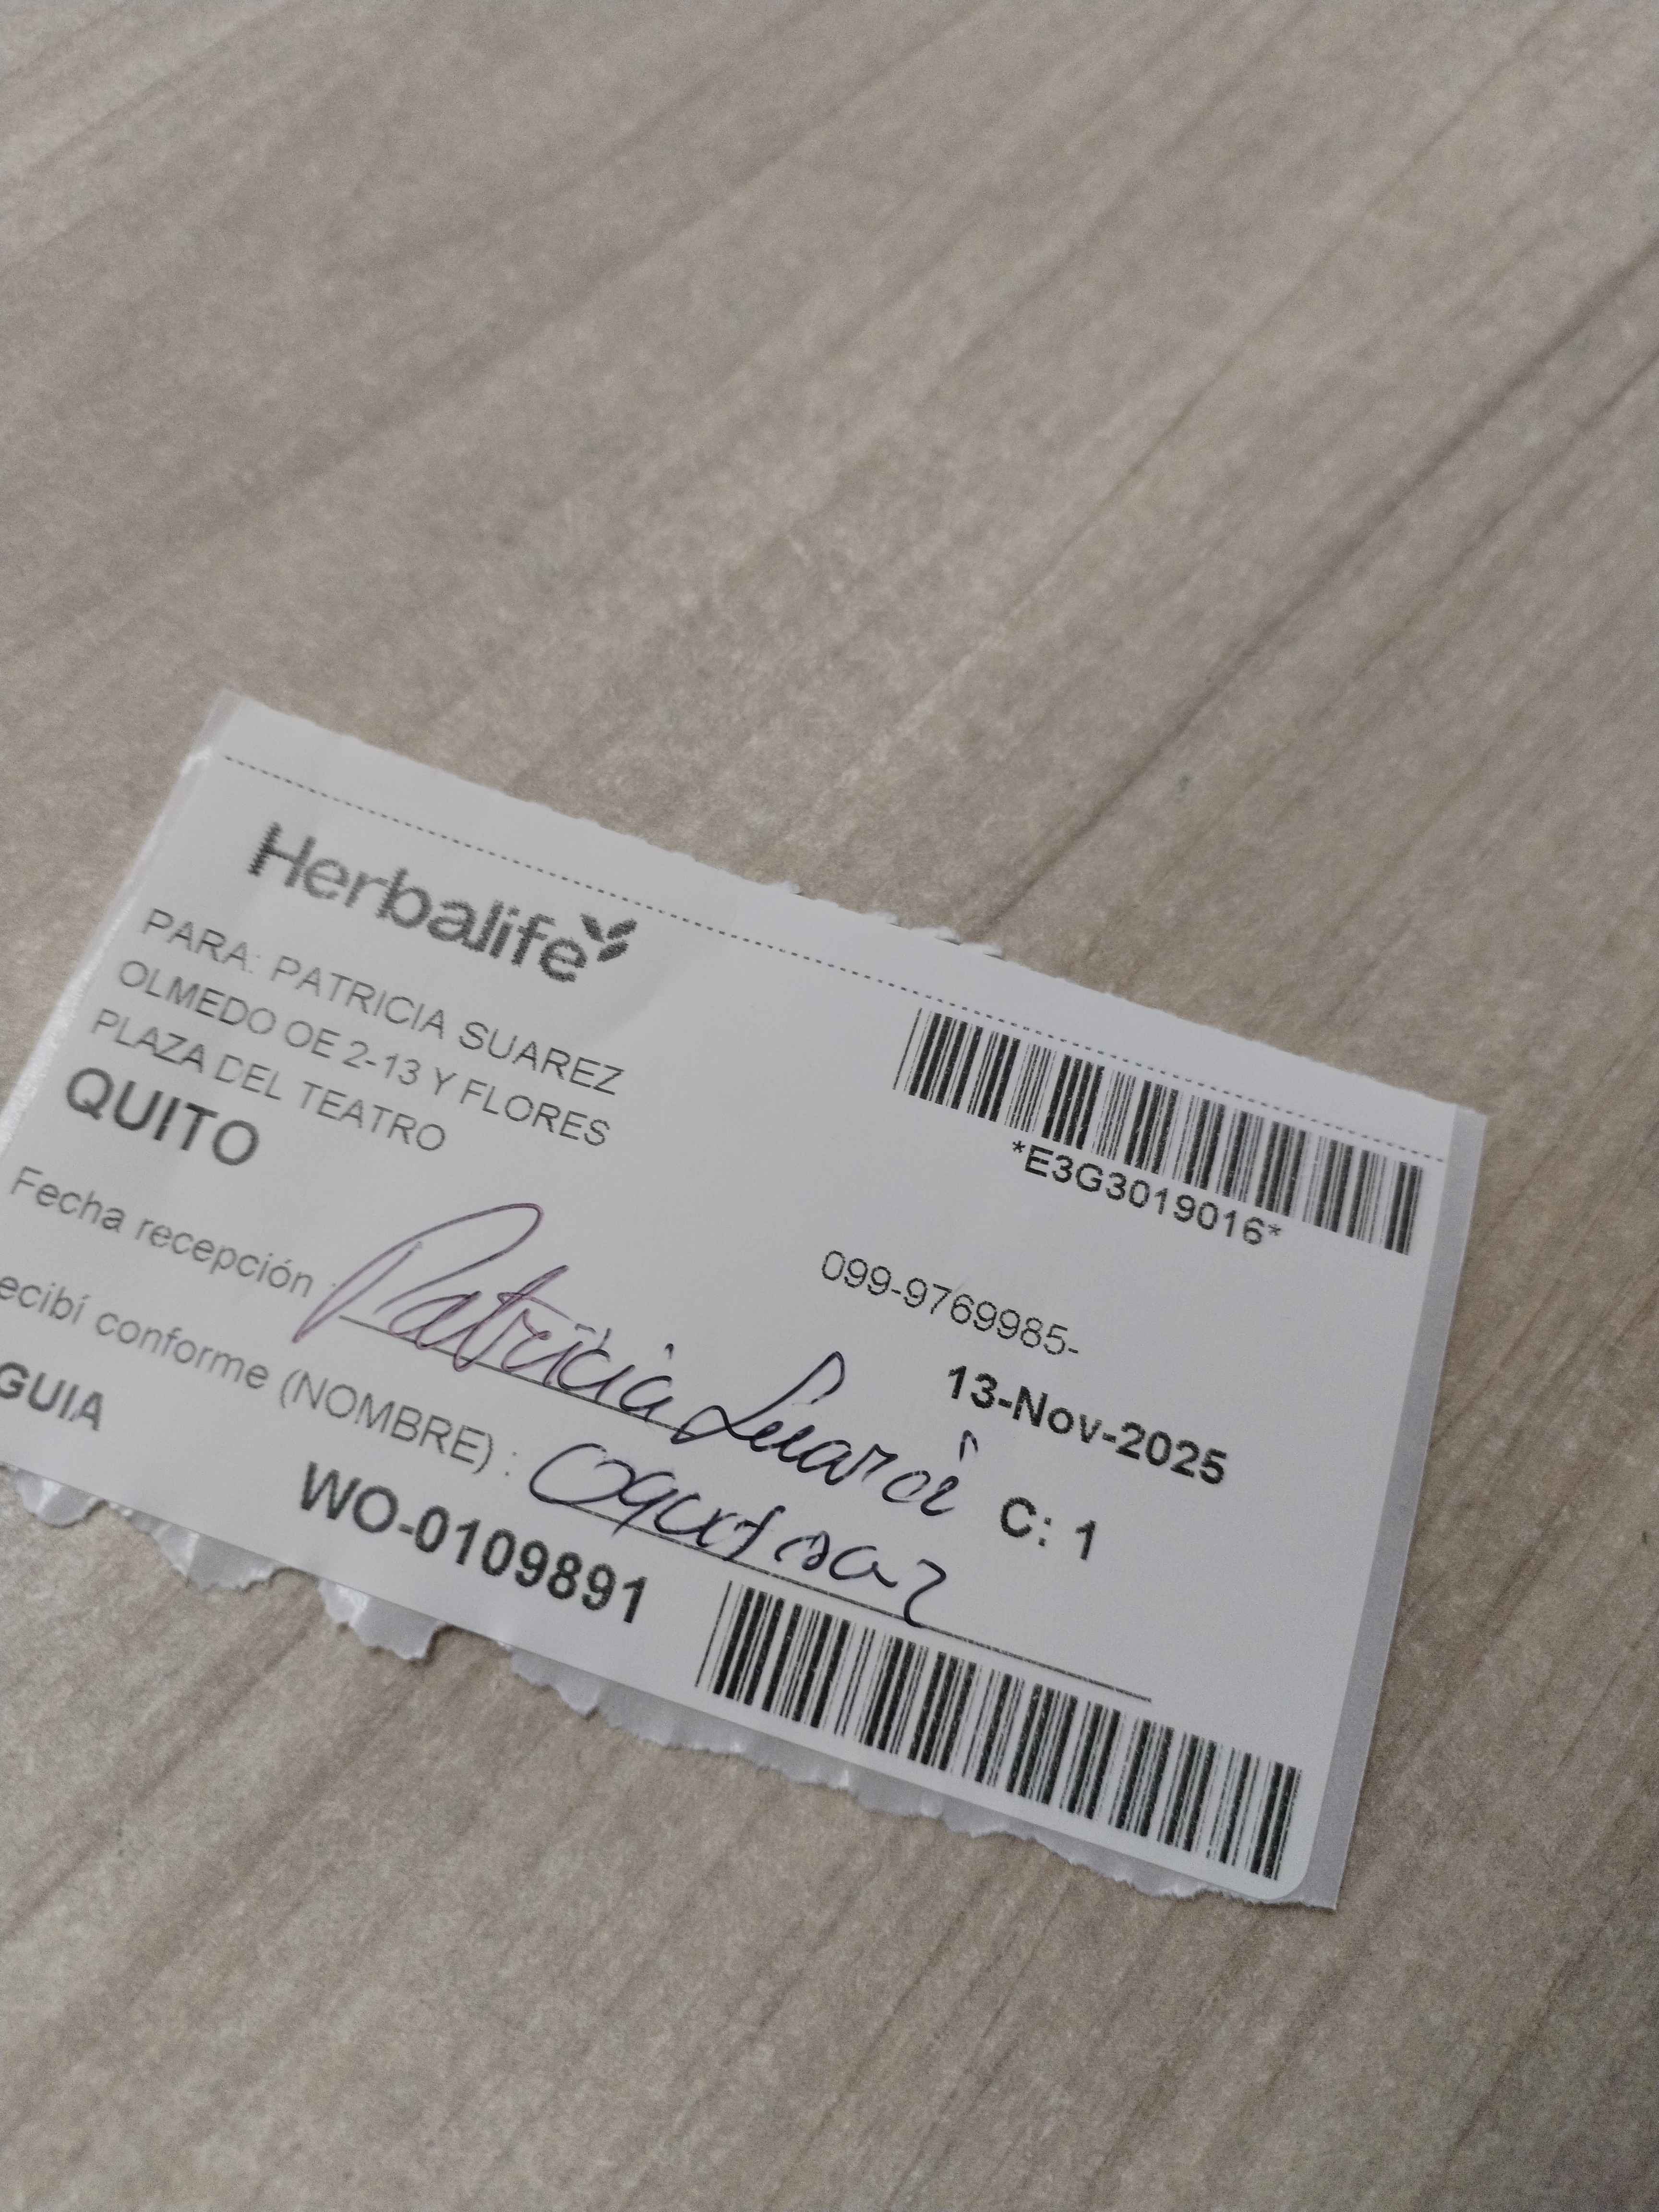 Herbalife
PARA: PATRICIA SUAREZ
OLMEDO OE 2-13 Y FLORES
PLAZA DEL TEATRO
QUITO
*E3G3019016*
099-9769985-
13-Nov-2025
Fecha recepción : Patricia
C: 1
ecibí conforme (NOMBRE) :
GUIA
WO-0109891